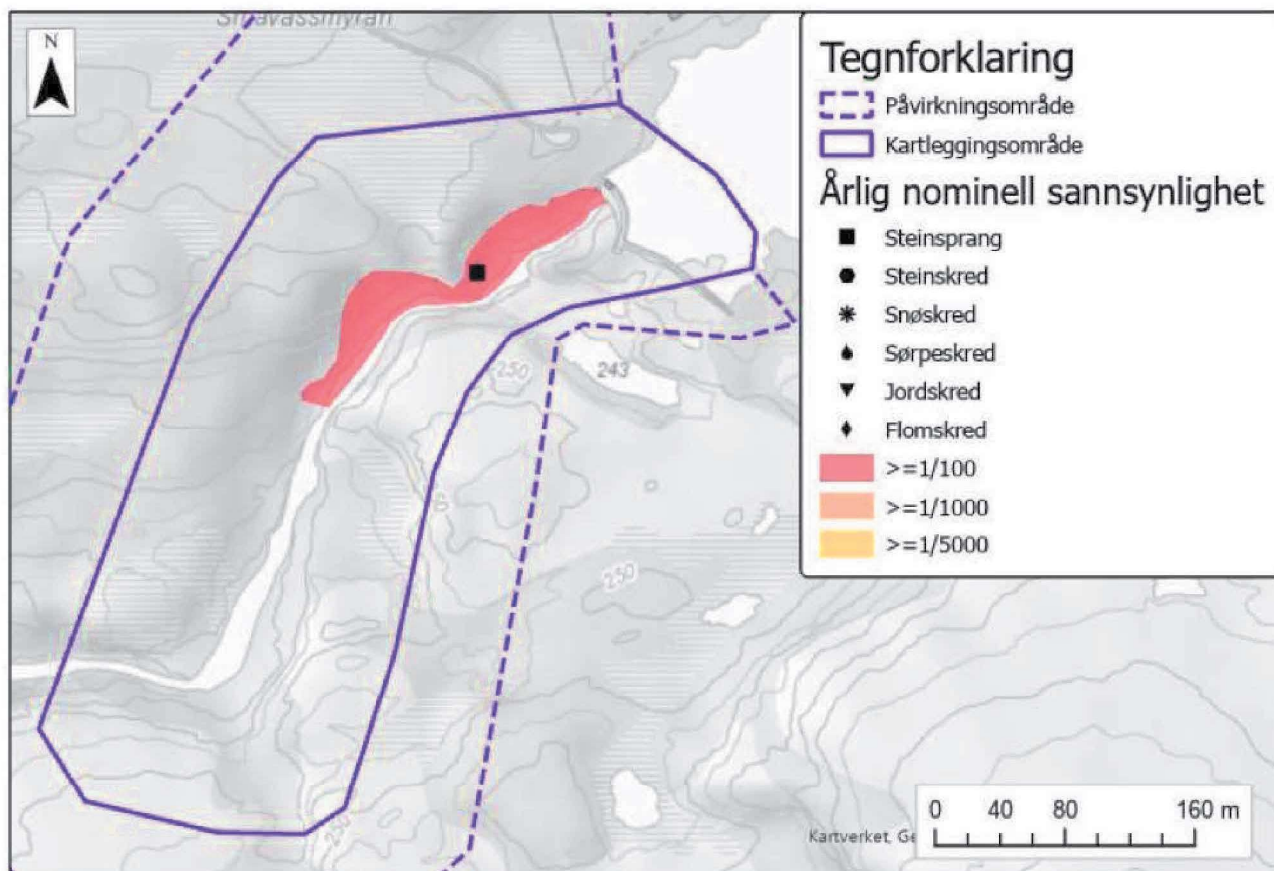 Småvassmyran
N
250
243
250
250
Tegnforklaring
Påvirkningsområde
Kartleggingsområde
Årlig nominell sannsynlighet
Steinsprang
Steinskred
Snøskred
Sørpeskred
Jordskred
Flomskred
>=1/100
>=1/1000
>=1/5000
0 40 80 160 m
Kartverket, Ge